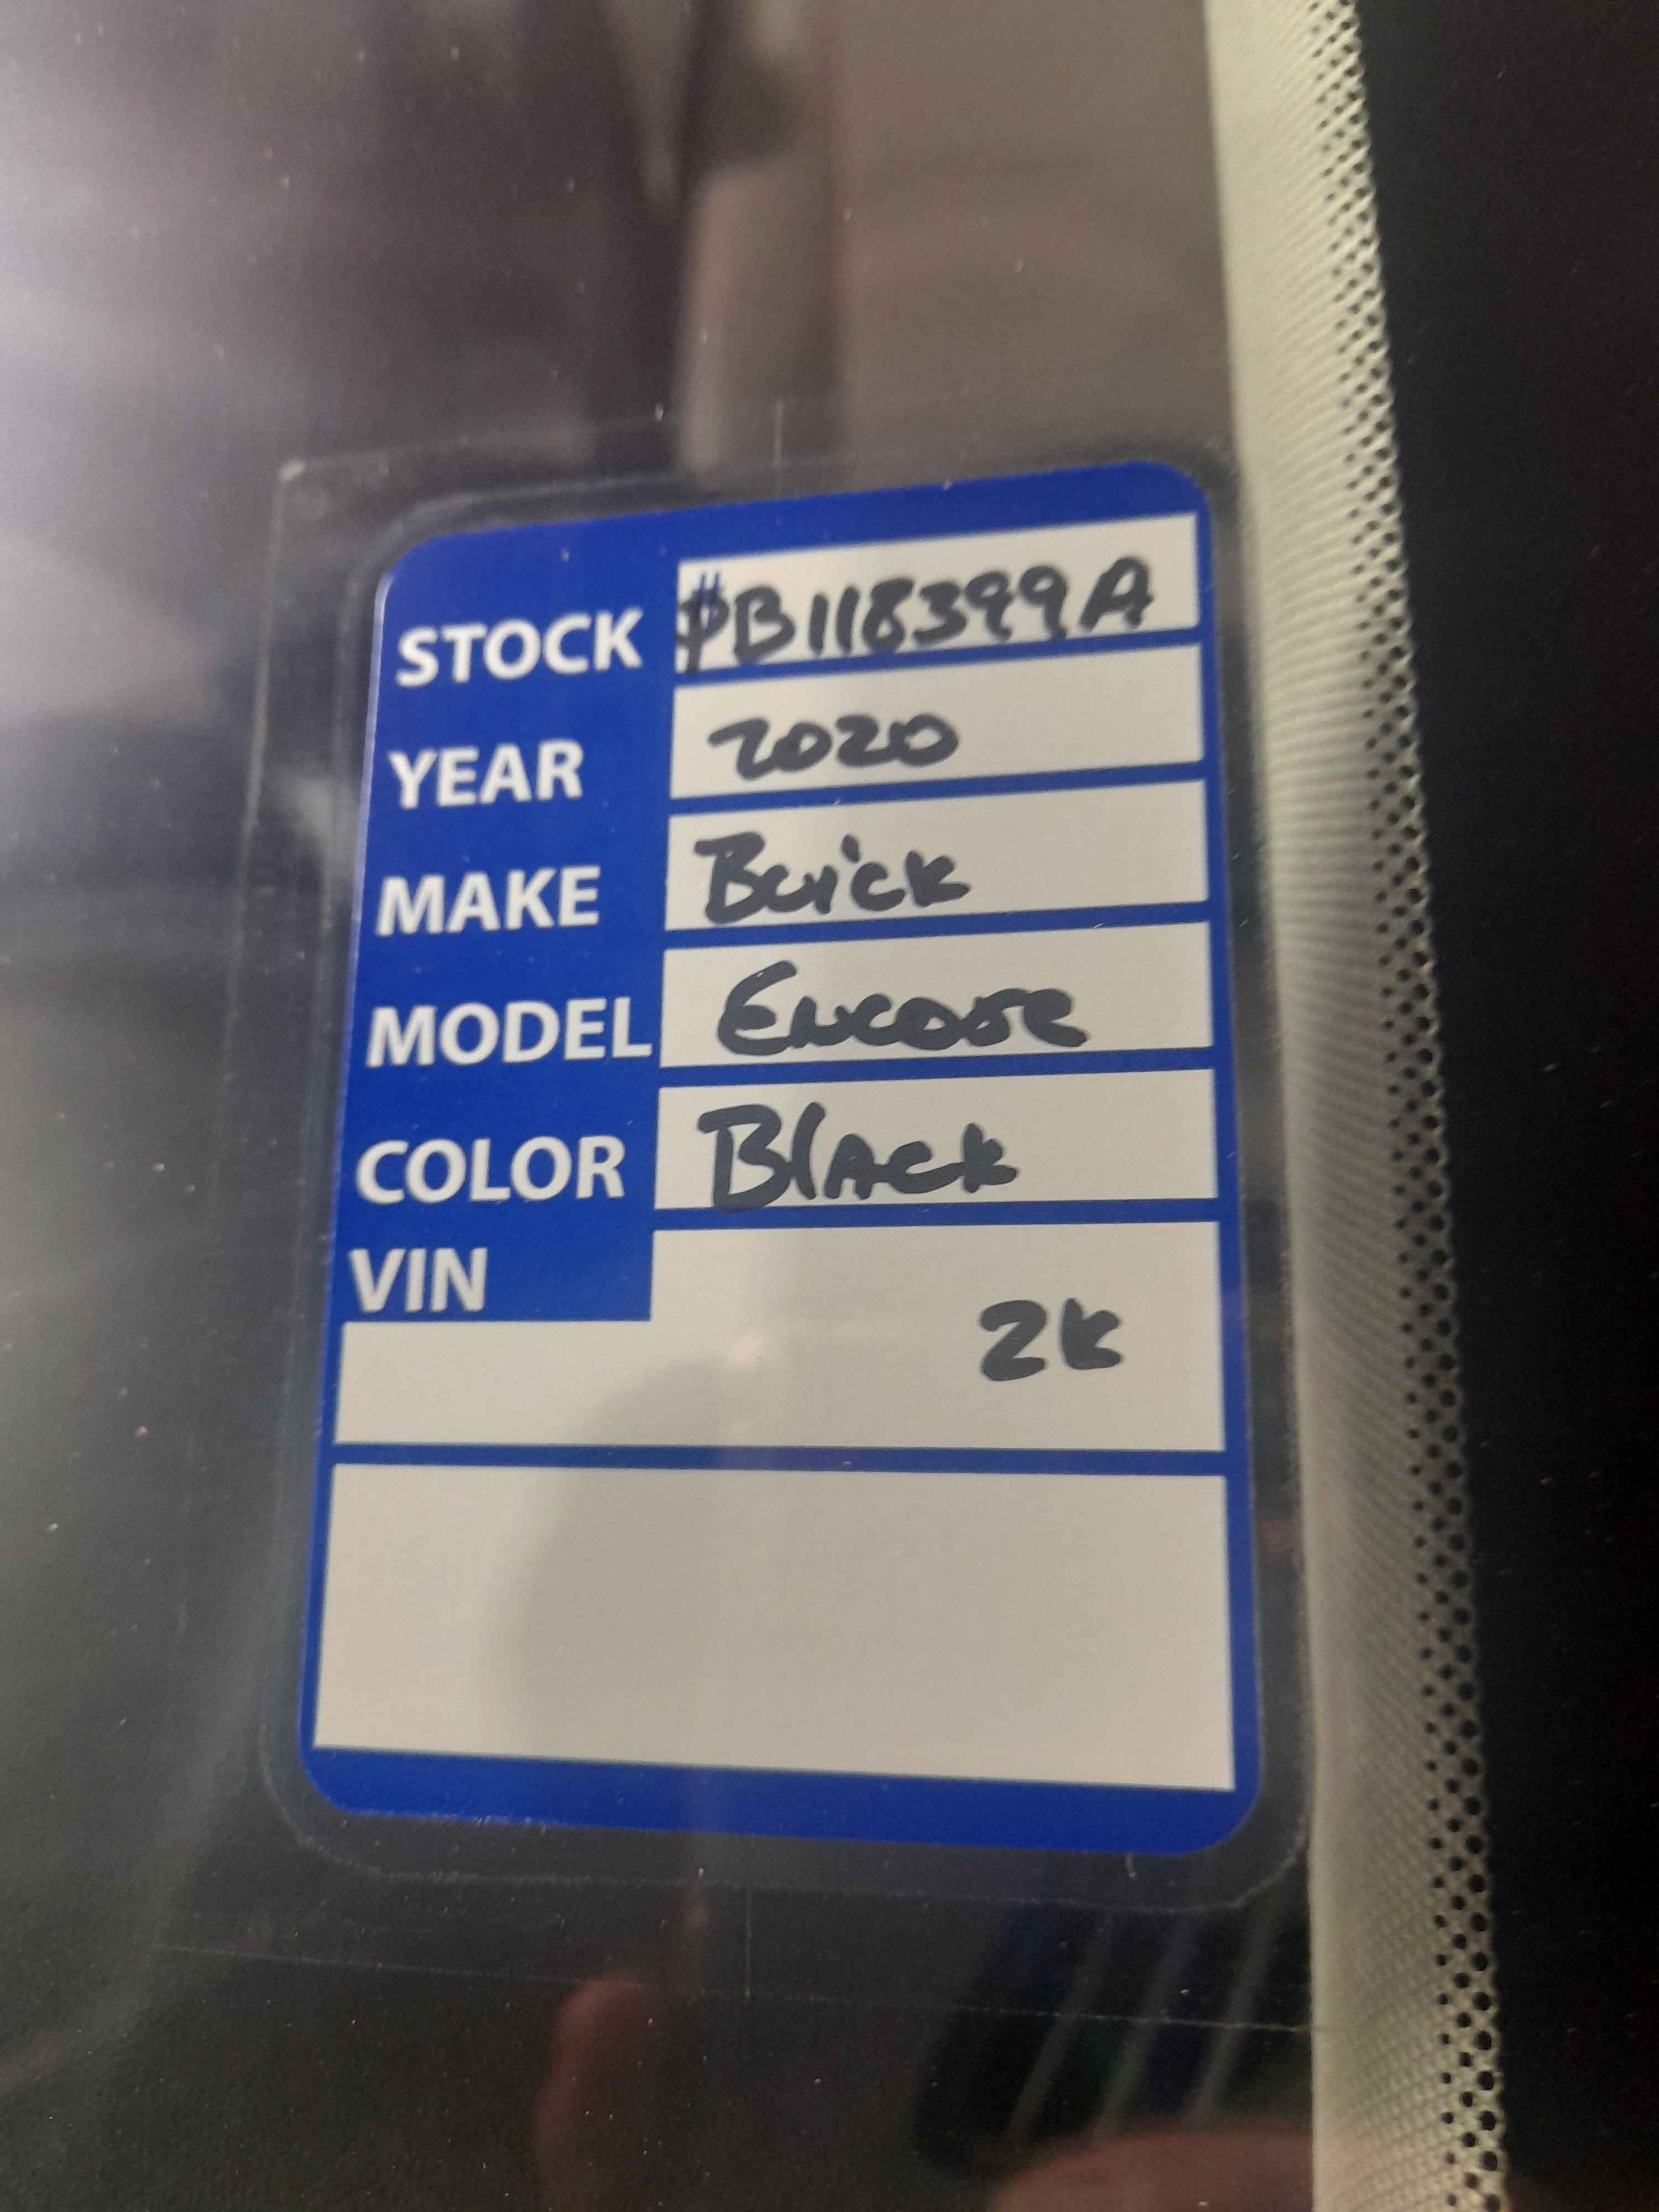 STOCK #B118399A
YEAR 2020
MAKE Buick
MODEL Encore
COLOR Black
VIN
2k